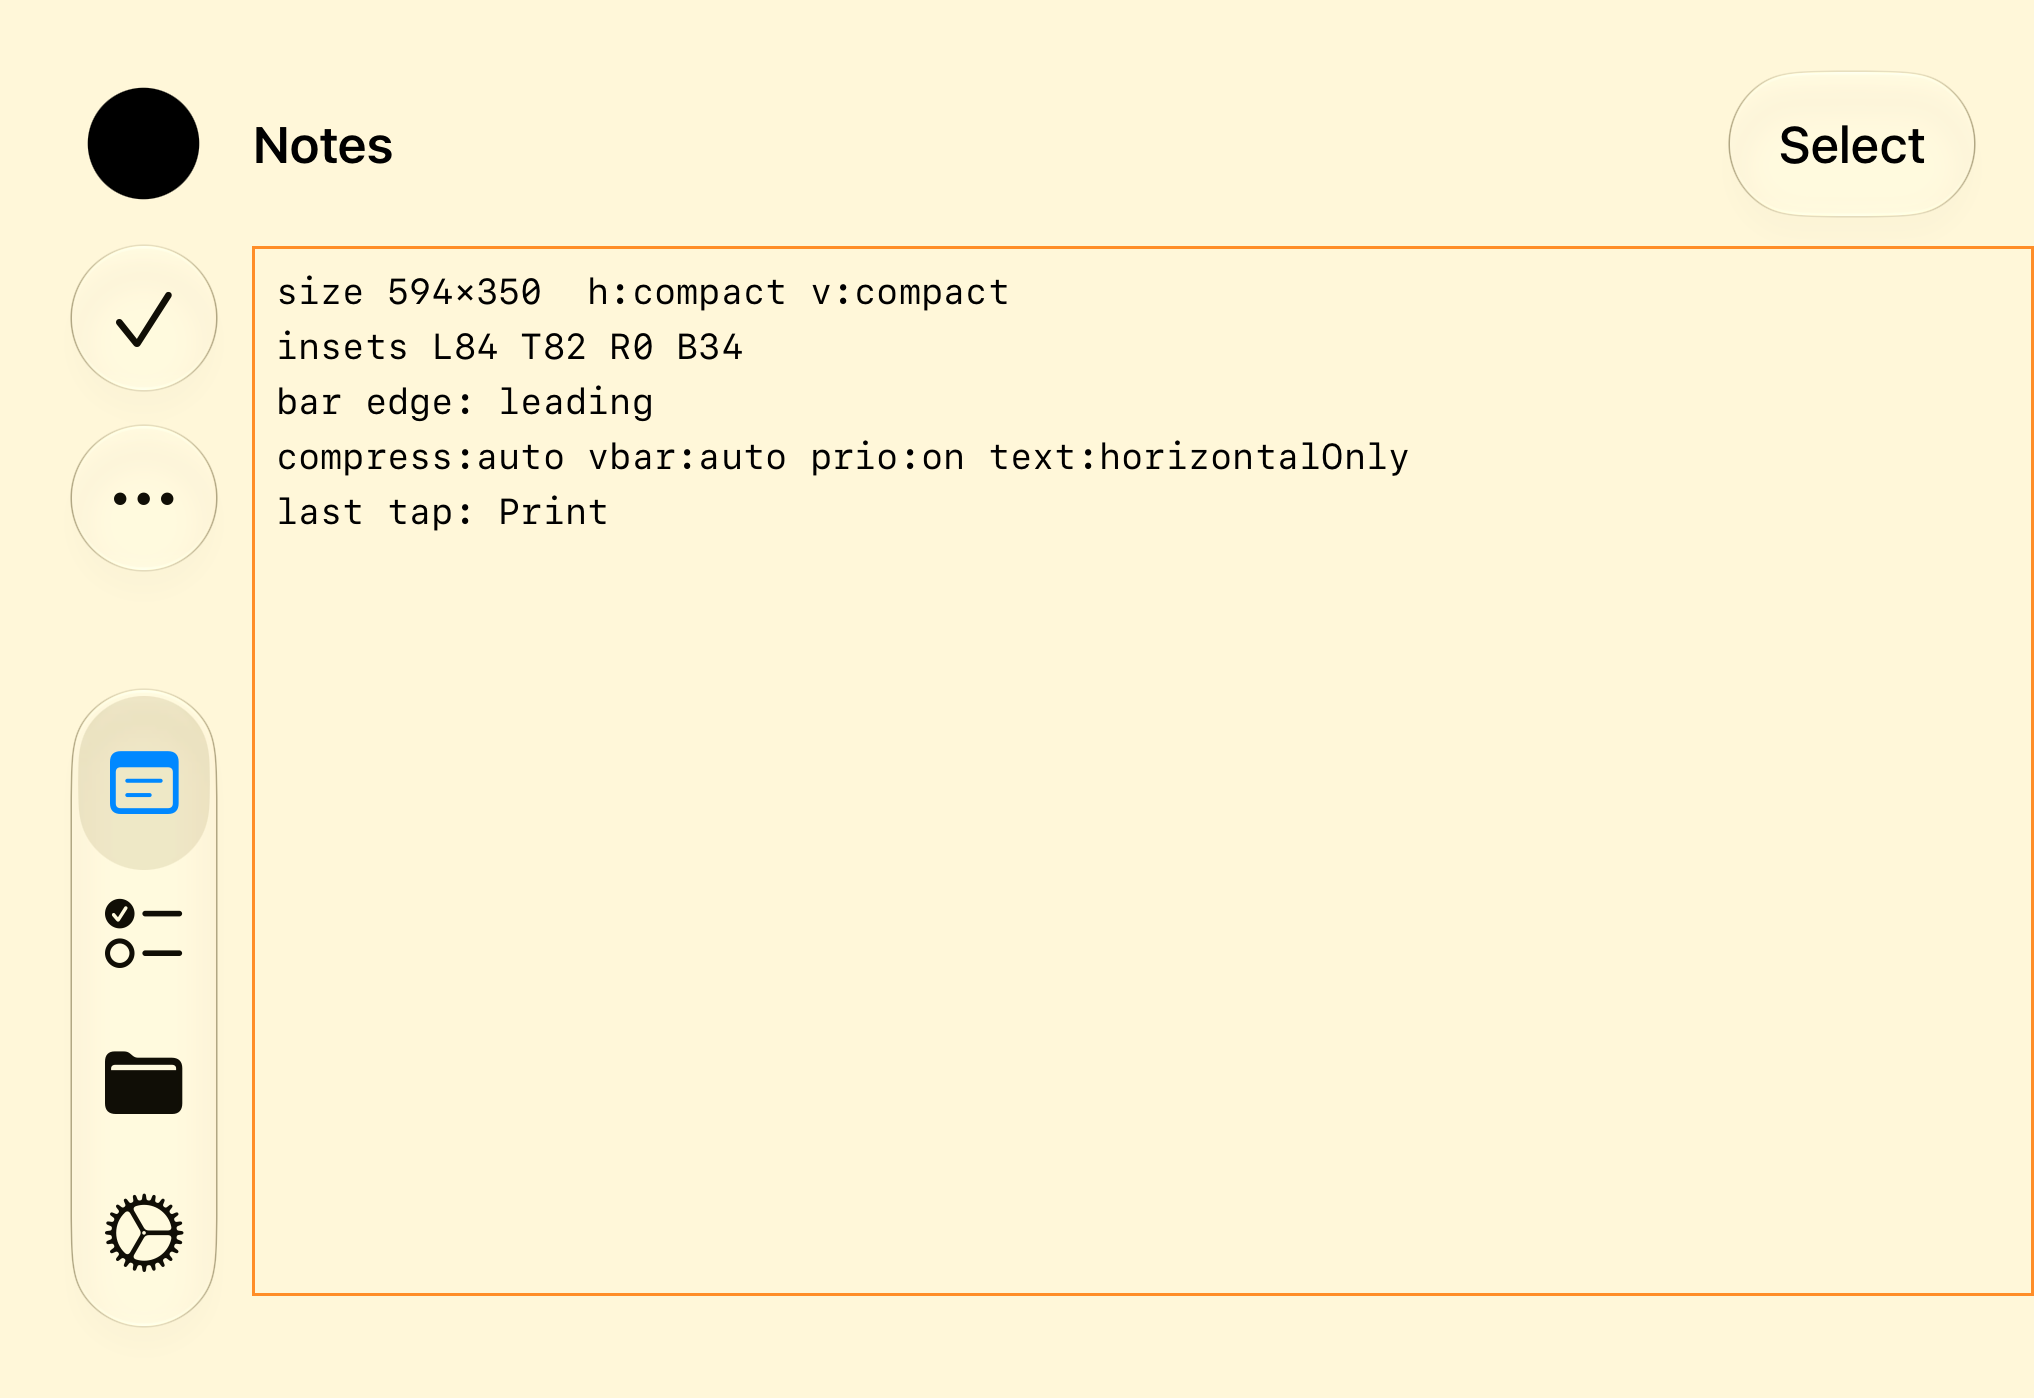 Notes
Select
size 594×350  h:compact v:compact
insets L84 T82 R0 B34
bar edge: leading
compress:auto vbar:auto prio:on text:horizontalOnly
last tap: Print